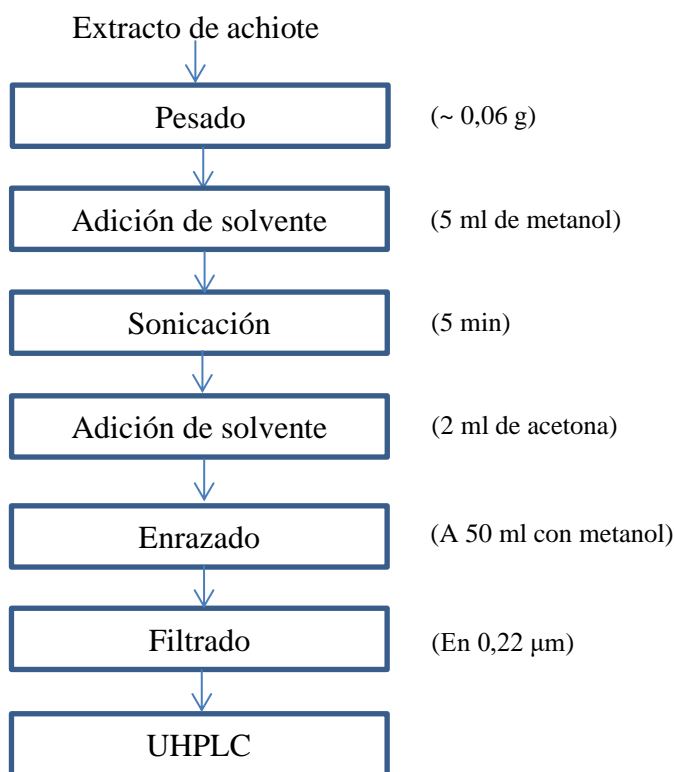 Extracto de achiote
Pesado (~ 0,06 g)
Adición de solvente (5 ml de metanol)
Sonicación (5 min)
Adición de solvente (2 ml de acetona)
Enrazado (A 50 ml con metanol)
Filtrado (En 0,22 µm)
UHPLC